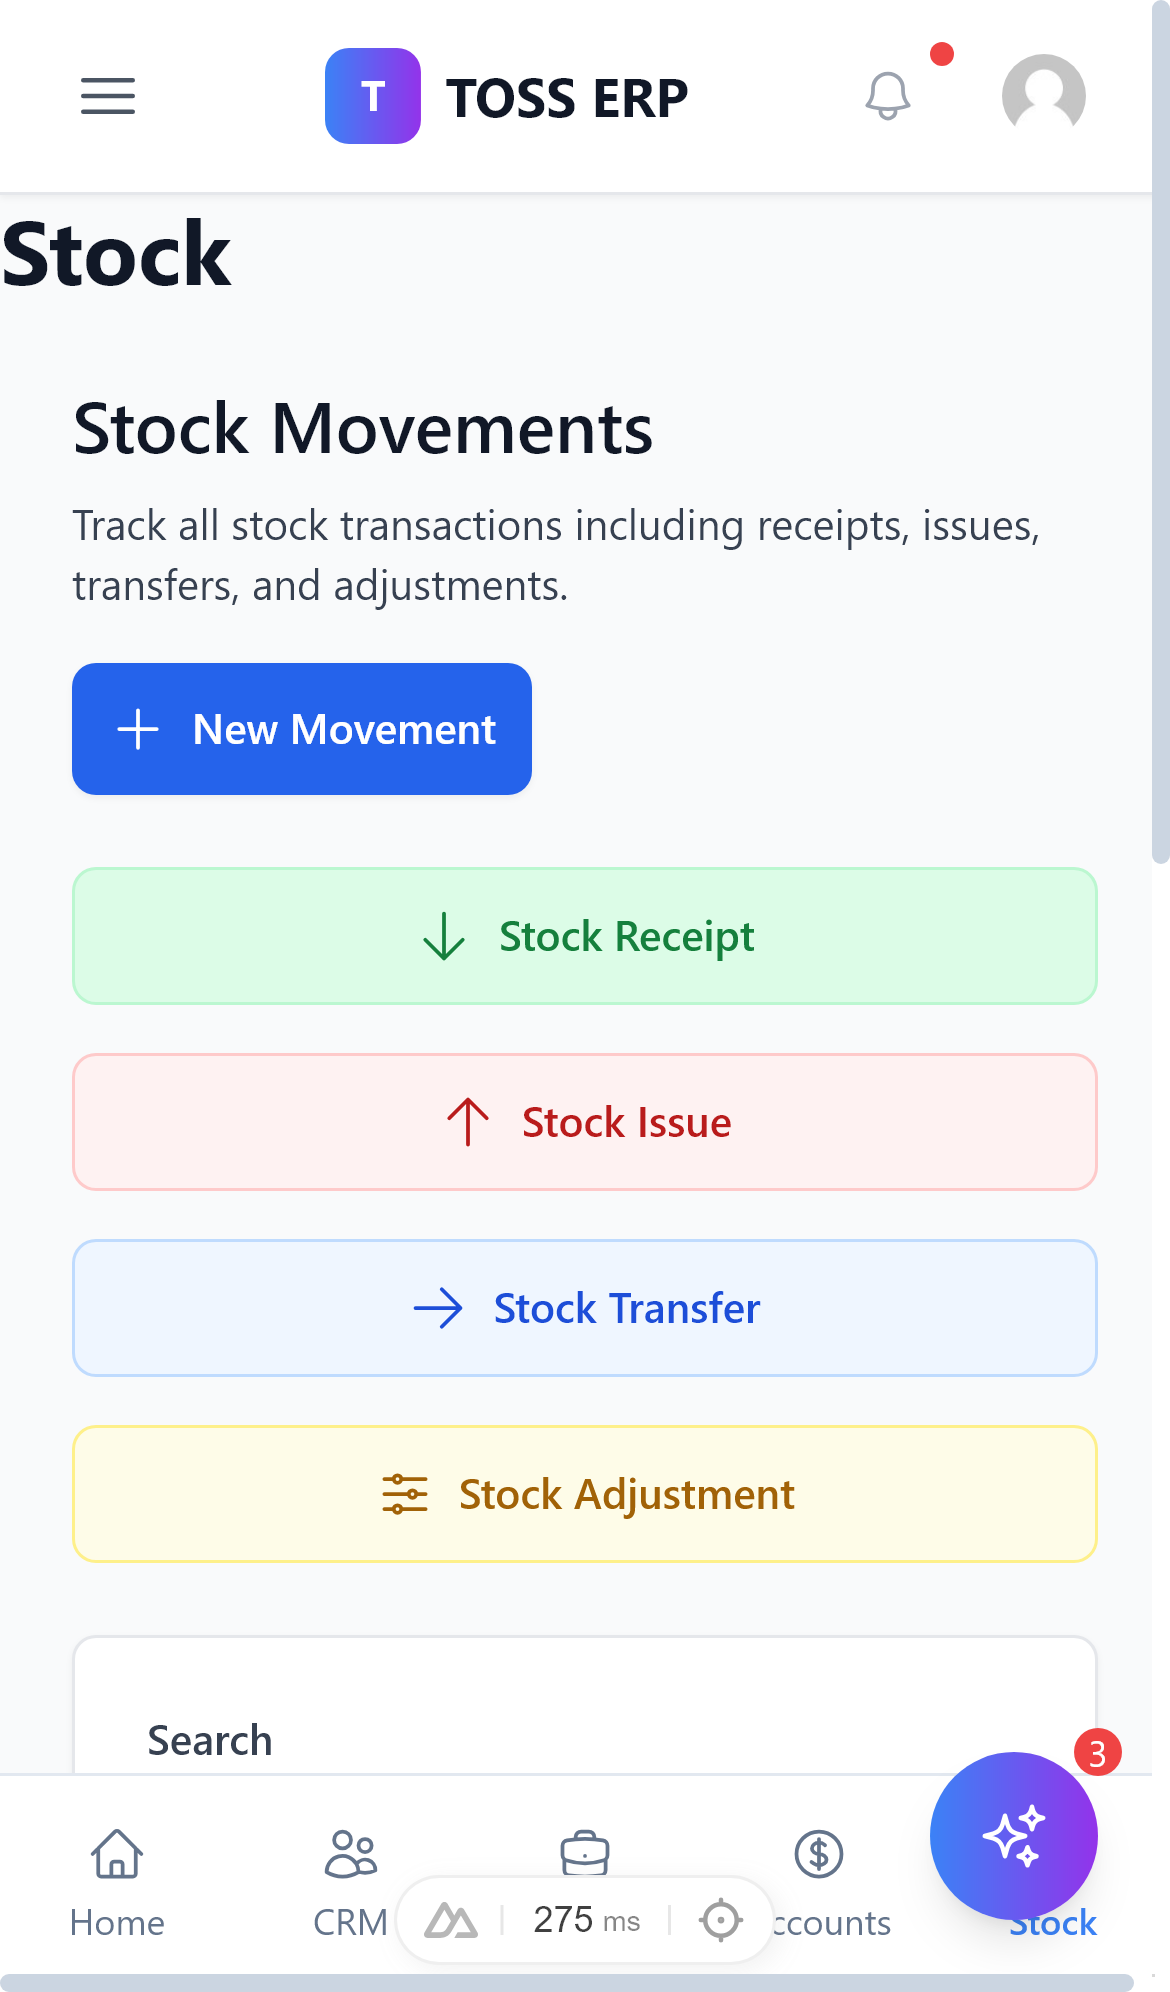 T
TOSS ERP
Stock
Stock Movements
Track all stock transactions including receipts, issues,
transfers, and adjustments.
New Movement
Stock Receipt
Stock Issue
Stock Transfer
Stock Adjustment
Search
3
Home
CRM
ccounts
Stock
275 ms